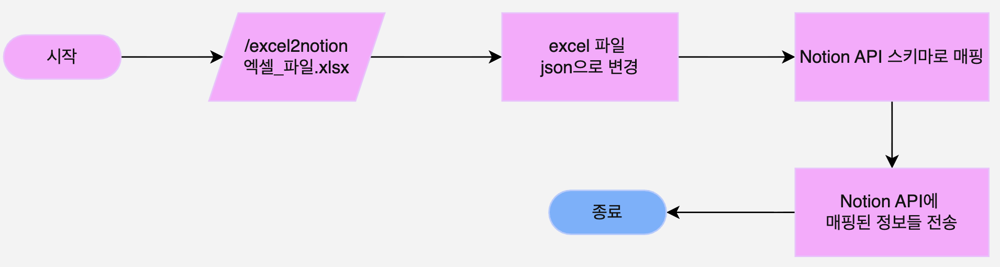 시작
/excel2notion
엑셀_파일.xlsx
excel 파일
json으로 변경
Notion API 스키마로 매핑
Notion API에
매핑된 정보들 전송
종료